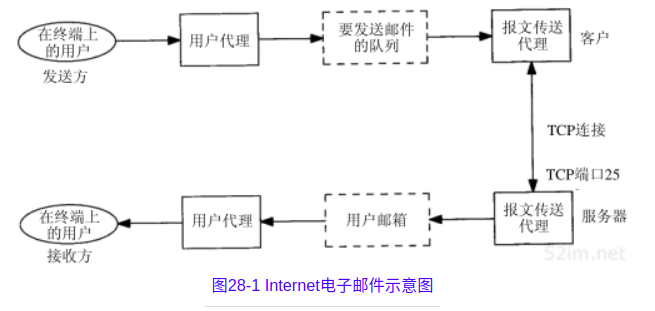 在终端上
的用户
发送方
用户代理
要发送邮件
的队列
报文传送
代理
客户
TCP连接
TCP端口25
在终端上
的用户
接收方
用户代理
用户邮箱
报文传送
代理
服务器
52im.net
图28-1 Internet电子邮件示意图